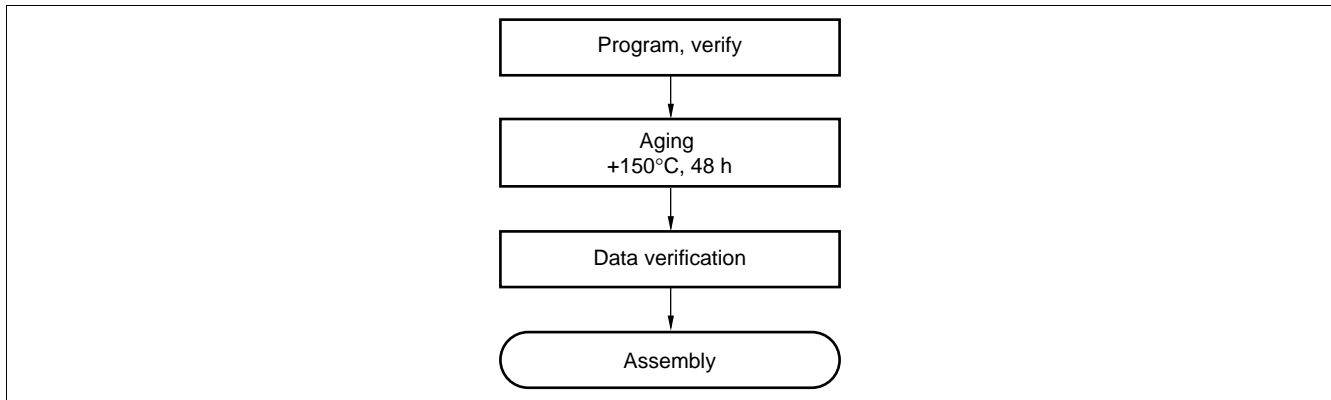 Program, verify
Aging
+150°C, 48 h
Data verification
Assembly